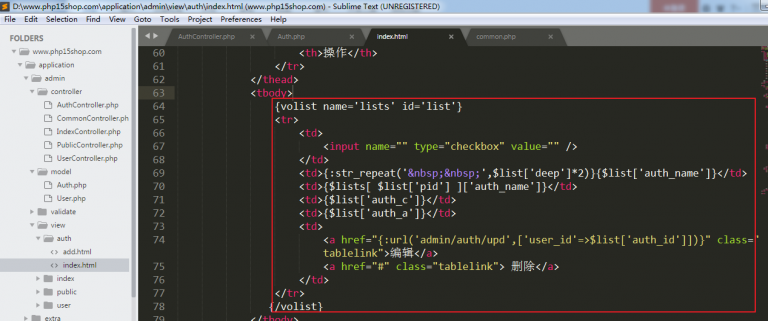 D:\www.php15shop.com\application\admin\view\auth\index.html (www.php15shop.com) - Sublime Text (UNREGISTERED)
File Edit Selection Find View Goto Tools Project Preferences Help
FOLDERS
www.php15shop.com
application
admin
controller
AuthController.php
CommonController.php
IndexController.php
PublicController.php
UserController.php
model
Auth.php
User.php
validate
view
auth
add.html
index.html
index
public
user
extra
AuthController.php × Auth.php × index.html × common.php ×
60 <th>操作</th>
61 </tr>
62 </thead>
63 <tbody>
64 {volist name='lists' id='list'}
65 <tr>
66 <td>
67 <input name="" type="checkbox" value="" />
68 </td>
69 <td>{:str_repeat('&nbsp;&nbsp;',$list['deep']*2)}{$list['auth_name']}</td>
70 <td>{$lists[ $list['pid'] ]['auth_name']}</td>
71 <td>{$list['auth_c']}</td>
72 <td>{$list['auth_a']}</td>
73 <td>
74 <a href="{:url('admin/auth/upd',['user_id'=>$list['auth_id']])}" class="
tablelink">编辑</a>
75 <a href="#" class="tablelink"> 删除</a>
76 </td>
77 </tr>
78 {/volist}
79 </tbody>